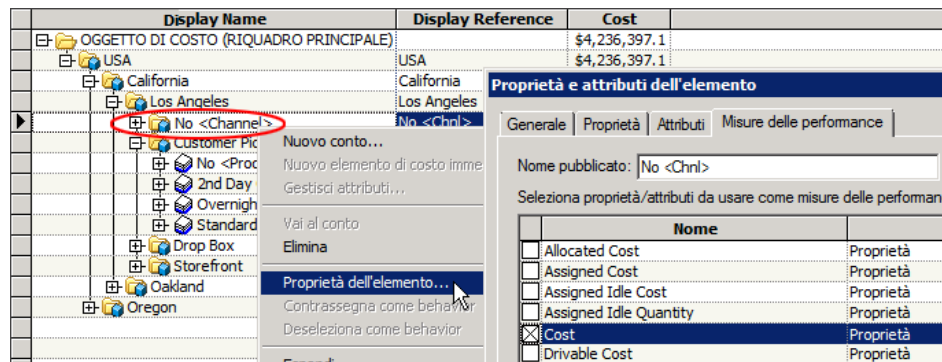 Display Name Display Reference Cost
OGGETTO DI COSTO (RIQUADRO PRINCIPALE) $4,236,397.1
USA USA $4,236,397.1
California California
Los Angeles Los Angeles
No <Channel> No <Chnl>
Customer Pic
No <Proc
2nd Day
Overnigh
Standard
Drop Box
Storefront
Oakland
Oregon
Nuovo conto...
Nuovo elemento di costo imme
Gestisci attributi...
Vai al conto
Elimina
Proprietà dell'elemento...
Contrassegna come behavior
Deseleziona come behavior
Proprietà e attributi dell'elemento
Generale Proprietà Attributi Misure delle performance
Nome pubblicato: No <Chnl>
Seleziona proprietà/attributi da usare come misure delle performan
Nome
Allocated Cost Proprietà
Assigned Cost Proprietà
Assigned Idle Cost Proprietà
Assigned Idle Quantity Proprietà
Cost Proprietà
Drivable Cost Proprietà